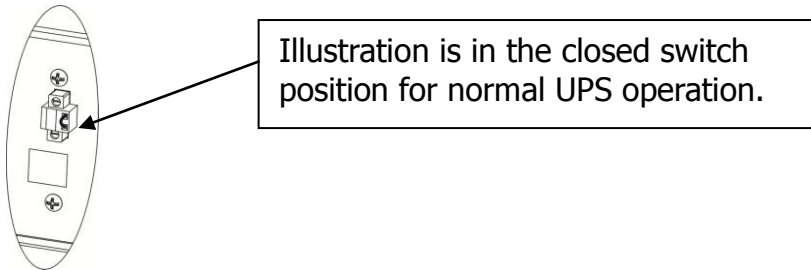 Illustration is in the closed switch
position for normal UPS operation.